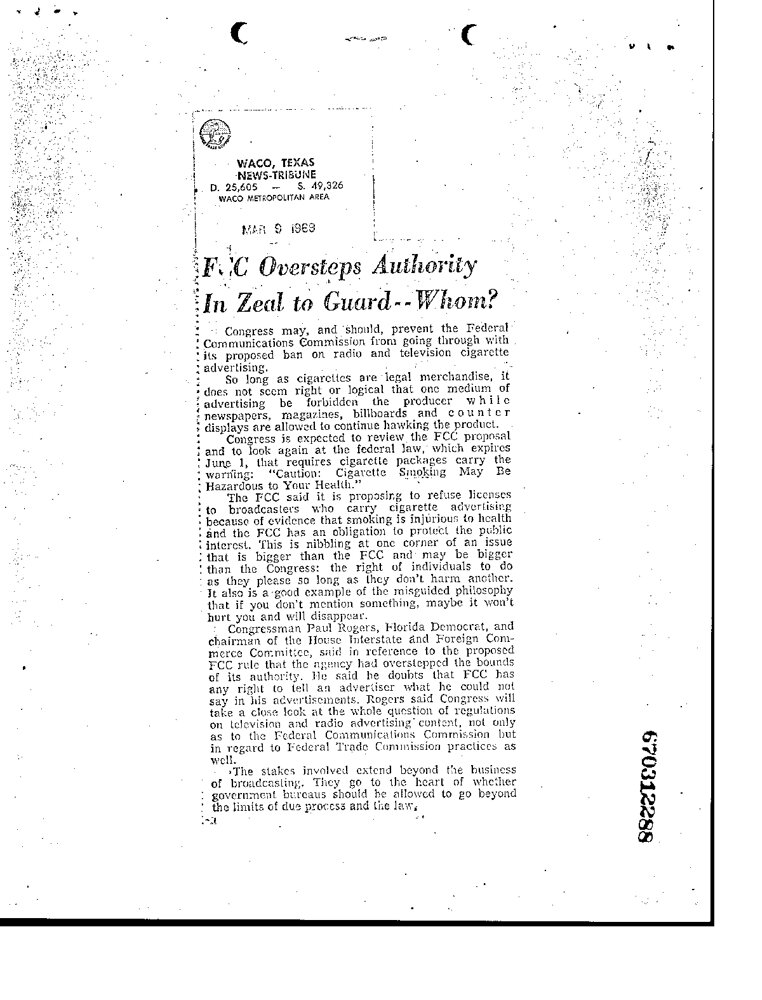 WACO, TEXAS
NEWS-TRIBUNE
D. 25,605 — S. 49,326
WACO METROPOLITAN AREA
MAR 9 1969
FCC Oversteps Authority
In Zeal to Guard--Whom?
Congress may, and should, prevent the Federal
Communications Commission from going through with
its proposed ban on radio and television cigarette
advertising.
So long as cigarettes are legal merchandise, it
does not seem right or logical that one medium of
advertising be forbidden the producer while
newspapers, magazines, billboards and counter
displays are allowed to continue hawking the product.
Congress is expected to review the FCC proposal
and to look again at the federal law, which expires
June 1, that requires cigarette packages carry the
warning: "Caution: Cigarette Smoking May Be
Hazardous to Your Health."
The FCC said it is proposing to refuse licenses
to broadcasters who carry cigarette advertising
because of evidence that smoking is injurious to health
and the FCC has an obligation to protect the public
interest. This is nibbling at one corner of an issue
that is bigger than the FCC and may be bigger
than the Congress: the right of individuals to do
as they please so long as they don't harm another.
It also is a good example of the misguided philosophy
that if you don't mention something, maybe it won't
hurt you and will disappear.
Congressman Paul Rogers, Florida Democrat, and
chairman of the House Interstate and Foreign Com-
merce Committee, said in reference to the proposed
FCC rule that the agency had overstepped the bounds
of its authority. He said he doubts that FCC has
any right to tell an advertiser what he could not
say in his advertisements. Rogers said Congress will
take a close look at the whole question of regulations
on television and radio advertising content, not only
as to the Federal Communications Commission but
in regard to Federal Trade Commission practices as
well.
The stakes involved extend beyond the business
of broadcasting. They go to the heart of whether
government bureaus should be allowed to go beyond
the limits of due process and the law.
670312288